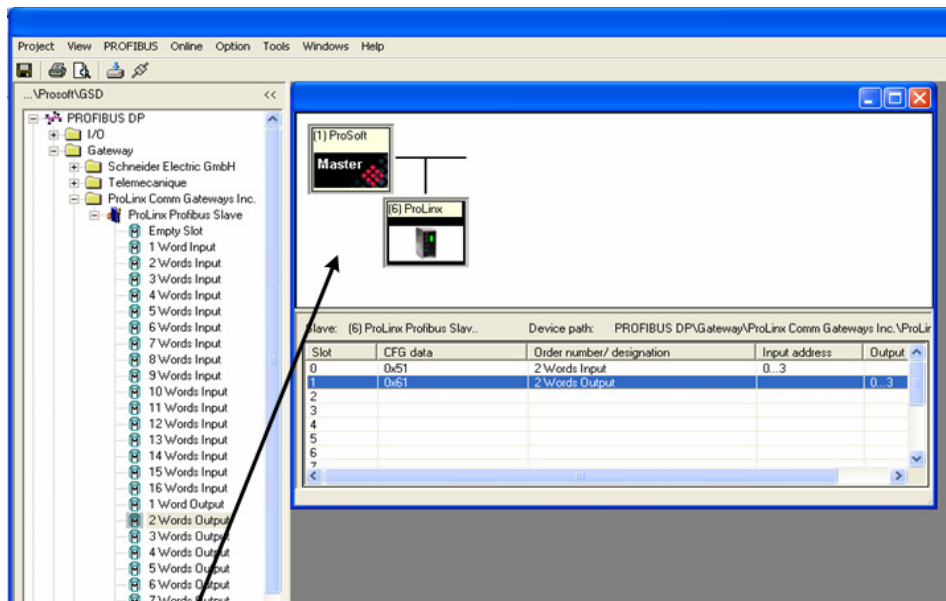 Project View PROFIBUS Online Option Tools Windows Help
...\Prosoft\GSD <<
PROFIBUS DP
I/O
Gateway
Schneider Electric GmbH
Telemecanique
ProLinx Comm Gateways Inc.
ProLinx Profibus Slave
Empty Slot
1 Word Input
2 Words Input
3 Words Input
4 Words Input
5 Words Input
6 Words Input
7 Words Input
8 Words Input
9 Words Input
10 Words Input
11 Words Input
12 Words Input
13 Words Input
14 Words Input
15 Words Input
16 Words Input
1 Word Output
2 Words Output
3 Words Output
4 Words Output
5 Words Output
6 Words Output
7 Words Output
(1) ProSoft
Master
(6) ProLinx
Slave: (6) ProLinx Profibus Slav.. Device path: PROFIBUS DP\Gateway\ProLinx Comm Gateways Inc.\ProLir
Slot CFG data Order number/ designation Input address Output
0 0x51 2 Words Input 0...3
1 0x61 2 Words Output 0...3
2
3
4
5
6
7